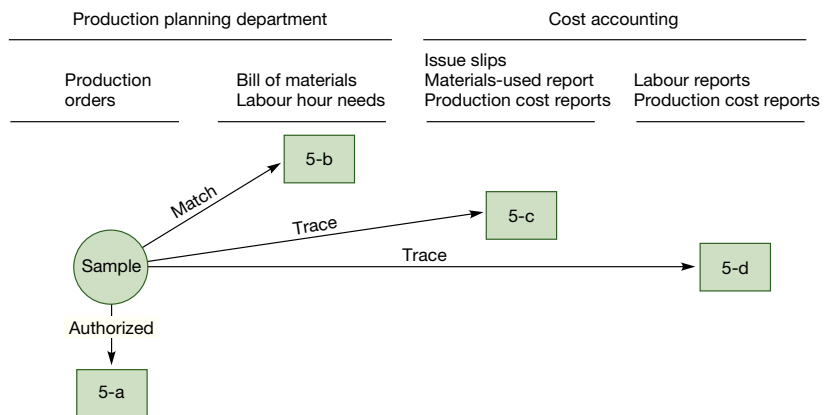 Production planning department
Cost accounting
Production
orders
Bill of materials
Labour hour needs
Issue slips
Materials-used report
Production cost reports
Labour reports
Production cost reports
5-b
Match
5-c
Trace
Trace
Sample
5-d
Authorized
5-a